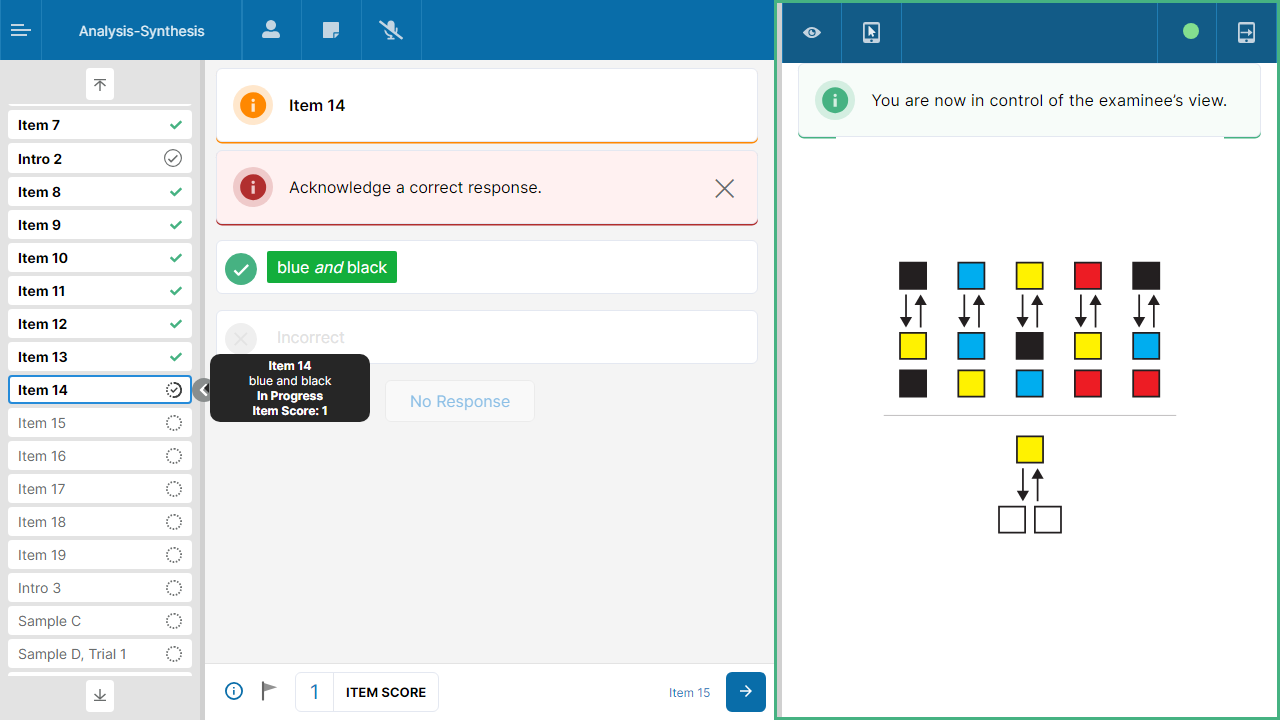 Analysis-Synthesis
Item 7
Intro 2
Item 8
Item 9
Item 10
Item 11
Item 12
Item 13
Item 14
Item 15
Item 16
Item 17
Item 18
Item 19
Intro 3
Sample C
Sample D, Trial 1
Item 14
Acknowledge a correct response.
blue and black
Incorrect
Item 14
blue and black
In Progress
Item Score: 1
No Response
1 ITEM SCORE
Item 15
You are now in control of the examinee’s view.